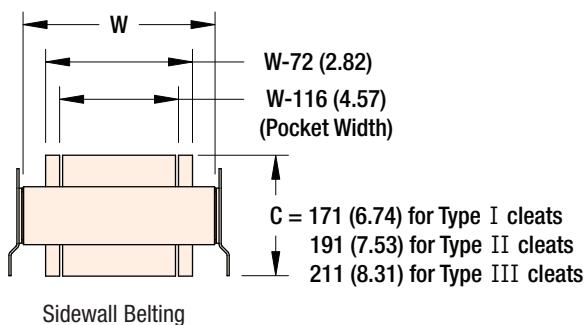 W
W-72 (2.82)
W-116 (4.57)
(Pocket Width)
C = 171 (6.74) for Type I cleats
191 (7.53) for Type II cleats
211 (8.31) for Type III cleats
Sidewall Belting